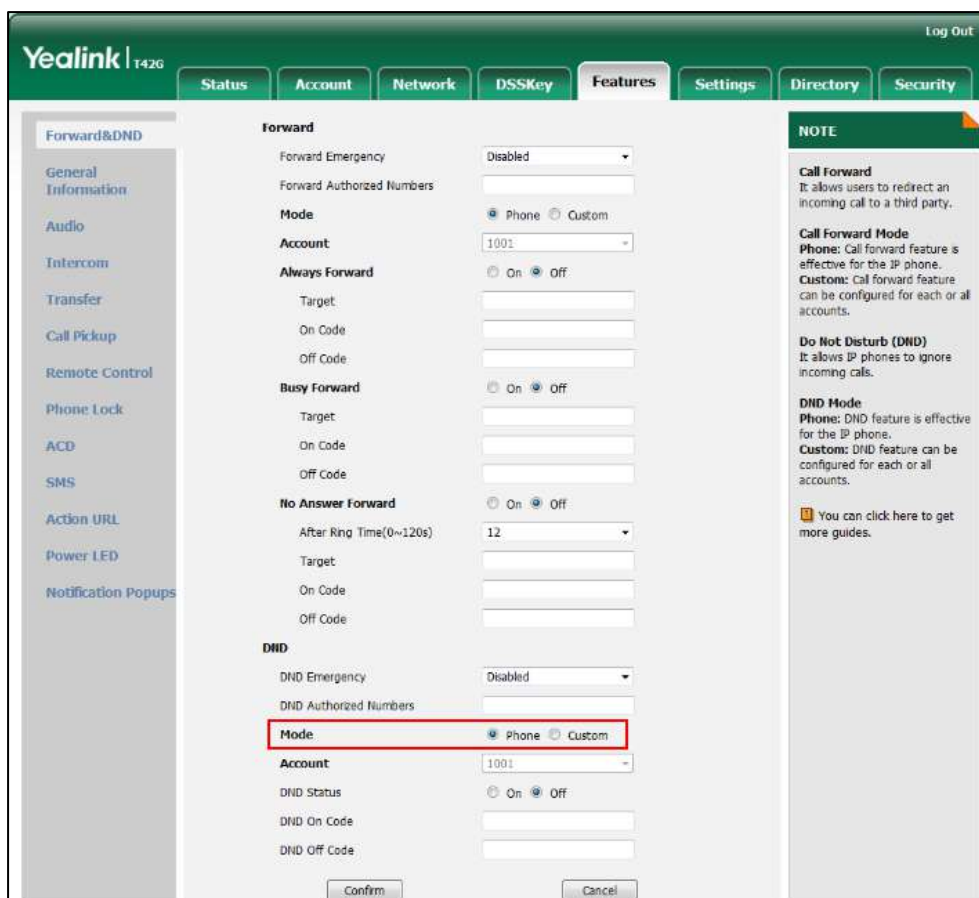 Log Out
Yealink T42G
Status Account Network DSSKey Features Settings Directory Security
Forward&DND
General
Information
Audio
Intercom
Transfer
Call Pickup
Remote Control
Phone Lock
ACD
SMS
Action URL
Power LED
Notification Popups
Forward
Forward Emergency Disabled
Forward Authorized Numbers
Mode Phone Custom
Account 1001
Always Forward On Off
Target
On Code
Off Code
Busy Forward On Off
Target
On Code
Off Code
No Answer Forward On Off
After Ring Time(0~120s) 12
Target
On Code
Off Code
DND
DND Emergency Disabled
DND Authorized Numbers
Mode Phone Custom
Account 1001
DND Status On Off
DND On Code
DND Off Code
Confirm Cancel
NOTE
Call Forward
It allows users to redirect an
incoming call to a third party.
Call Forward Mode
Phone: Call forward feature is
effective for the IP phone.
Custom: Call forward feature
can be configured for each or all
accounts.
Do Not Disturb (DND)
It allows IP phones to ignore
incoming calls.
DND Mode
Phone: DND feature is effective
for the IP phone.
Custom: DND feature can be
configured for each or all
accounts.
You can click here to get
more guides.